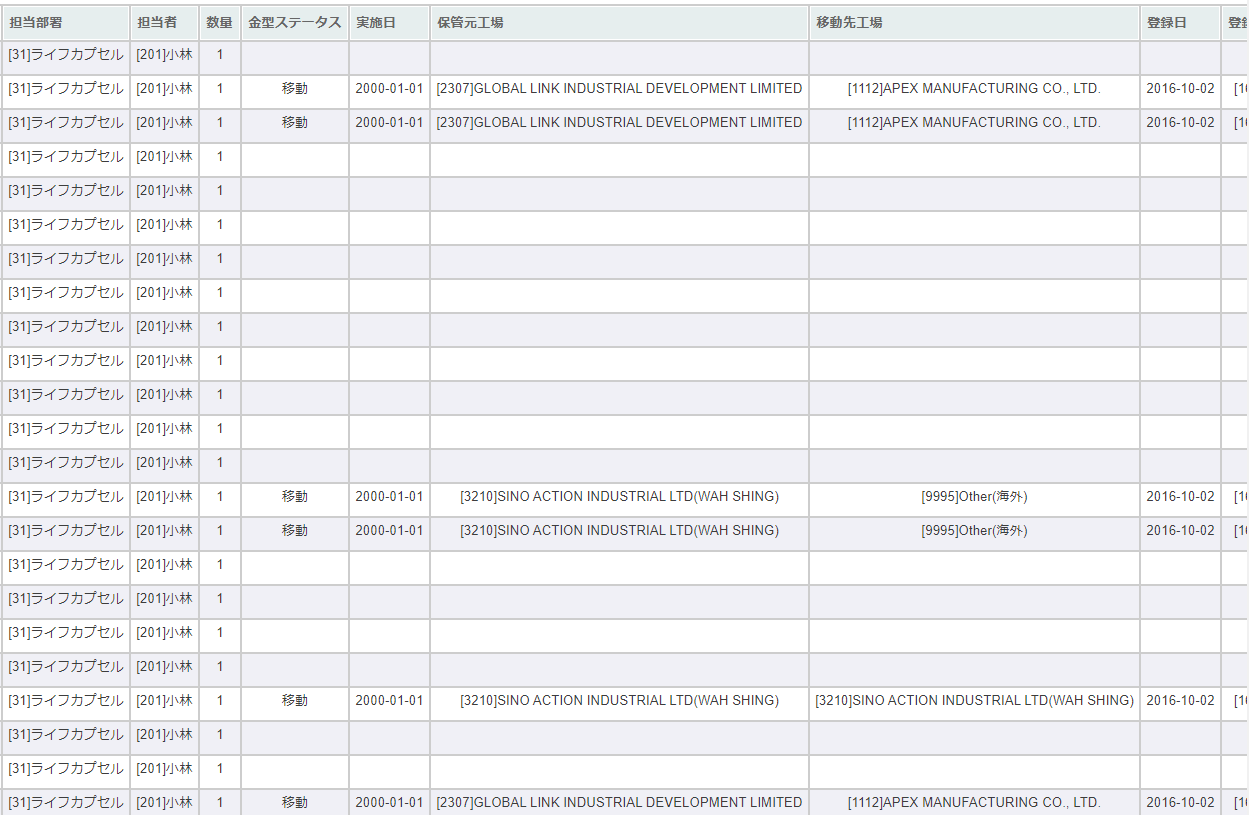 担当部署 担当者 数量 金型ステータス 実施日 保管元工場 移動先工場 登録日
[31]ライフカプセル [201]小林 1
[31]ライフカプセル [201]小林 1 移動 2000-01-01 [2307]GLOBAL LINK INDUSTRIAL DEVELOPMENT LIMITED [1112]APEX MANUFACTURING CO., LTD. 2016-10-02
[31]ライフカプセル [201]小林 1 移動 2000-01-01 [2307]GLOBAL LINK INDUSTRIAL DEVELOPMENT LIMITED [1112]APEX MANUFACTURING CO., LTD. 2016-10-02
[31]ライフカプセル [201]小林 1
[31]ライフカプセル [201]小林 1
[31]ライフカプセル [201]小林 1
[31]ライフカプセル [201]小林 1
[31]ライフカプセル [201]小林 1
[31]ライフカプセル [201]小林 1
[31]ライフカプセル [201]小林 1
[31]ライフカプセル [201]小林 1
[31]ライフカプセル [201]小林 1
[31]ライフカプセル [201]小林 1
[31]ライフカプセル [201]小林 1 移動 2000-01-01 [3210]SINO ACTION INDUSTRIAL LTD(WAH SHING) [9995]Other(海外) 2016-10-02
[31]ライフカプセル [201]小林 1 移動 2000-01-01 [3210]SINO ACTION INDUSTRIAL LTD(WAH SHING) [9995]Other(海外) 2016-10-02
[31]ライフカプセル [201]小林 1
[31]ライフカプセル [201]小林 1
[31]ライフカプセル [201]小林 1
[31]ライフカプセル [201]小林 1
[31]ライフカプセル [201]小林 1 移動 2000-01-01 [3210]SINO ACTION INDUSTRIAL LTD(WAH SHING) [3210]SINO ACTION INDUSTRIAL LTD(WAH SHING) 2016-10-02
[31]ライフカプセル [201]小林 1
[31]ライフカプセル [201]小林 1
[31]ライフカプセル [201]小林 1 移動 2000-01-01 [2307]GLOBAL LINK INDUSTRIAL DEVELOPMENT LIMITED [1112]APEX MANUFACTURING CO., LTD. 2016-10-02